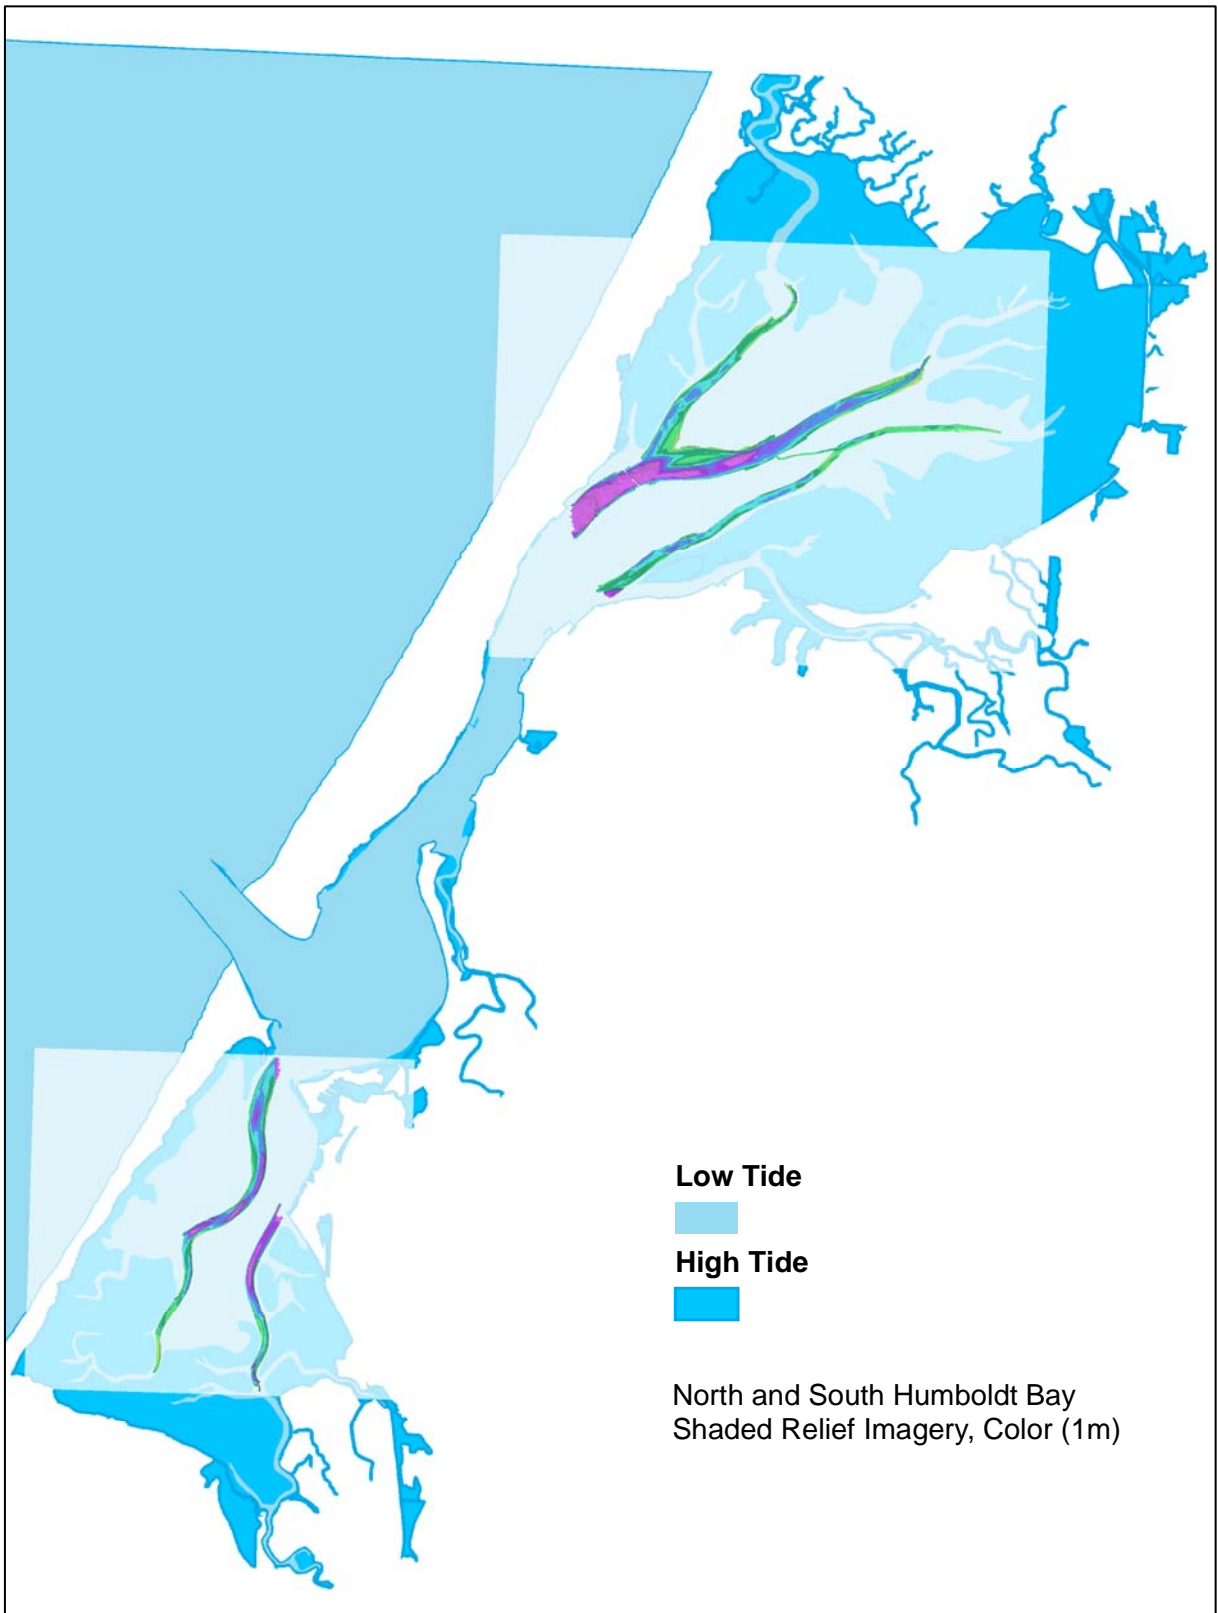 Low Tide
High Tide
North and South Humboldt Bay
Shaded Relief Imagery, Color (1m)